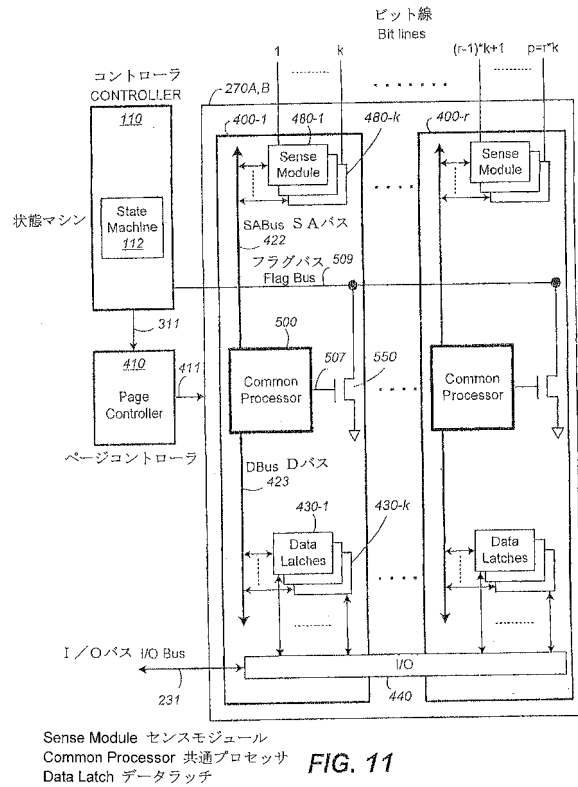 ビット線
Bit lines
1
k
(r-1)*k+1
p=r*k
コントローラ
CONTROLLER
110
270A,B
400-1
480-1
480-k
400-r
Sense
Module
Sense
Module
状態マシン
State
Machine
112
SABus SAバス
422
フラグバス
Flag Bus
509
311
410
Page
Controller
411
ページコントローラ
500
Common
Processor
507
550
Common
Processor
DBus Dバス
423
430-1
430-k
Data
Latches
Data
Latches
I/Oバス I/O Bus
231
I/O
440
Sense Module センスモジュール
Common Processor 共通プロセッサ
Data Latch データラッチ
FIG. 11